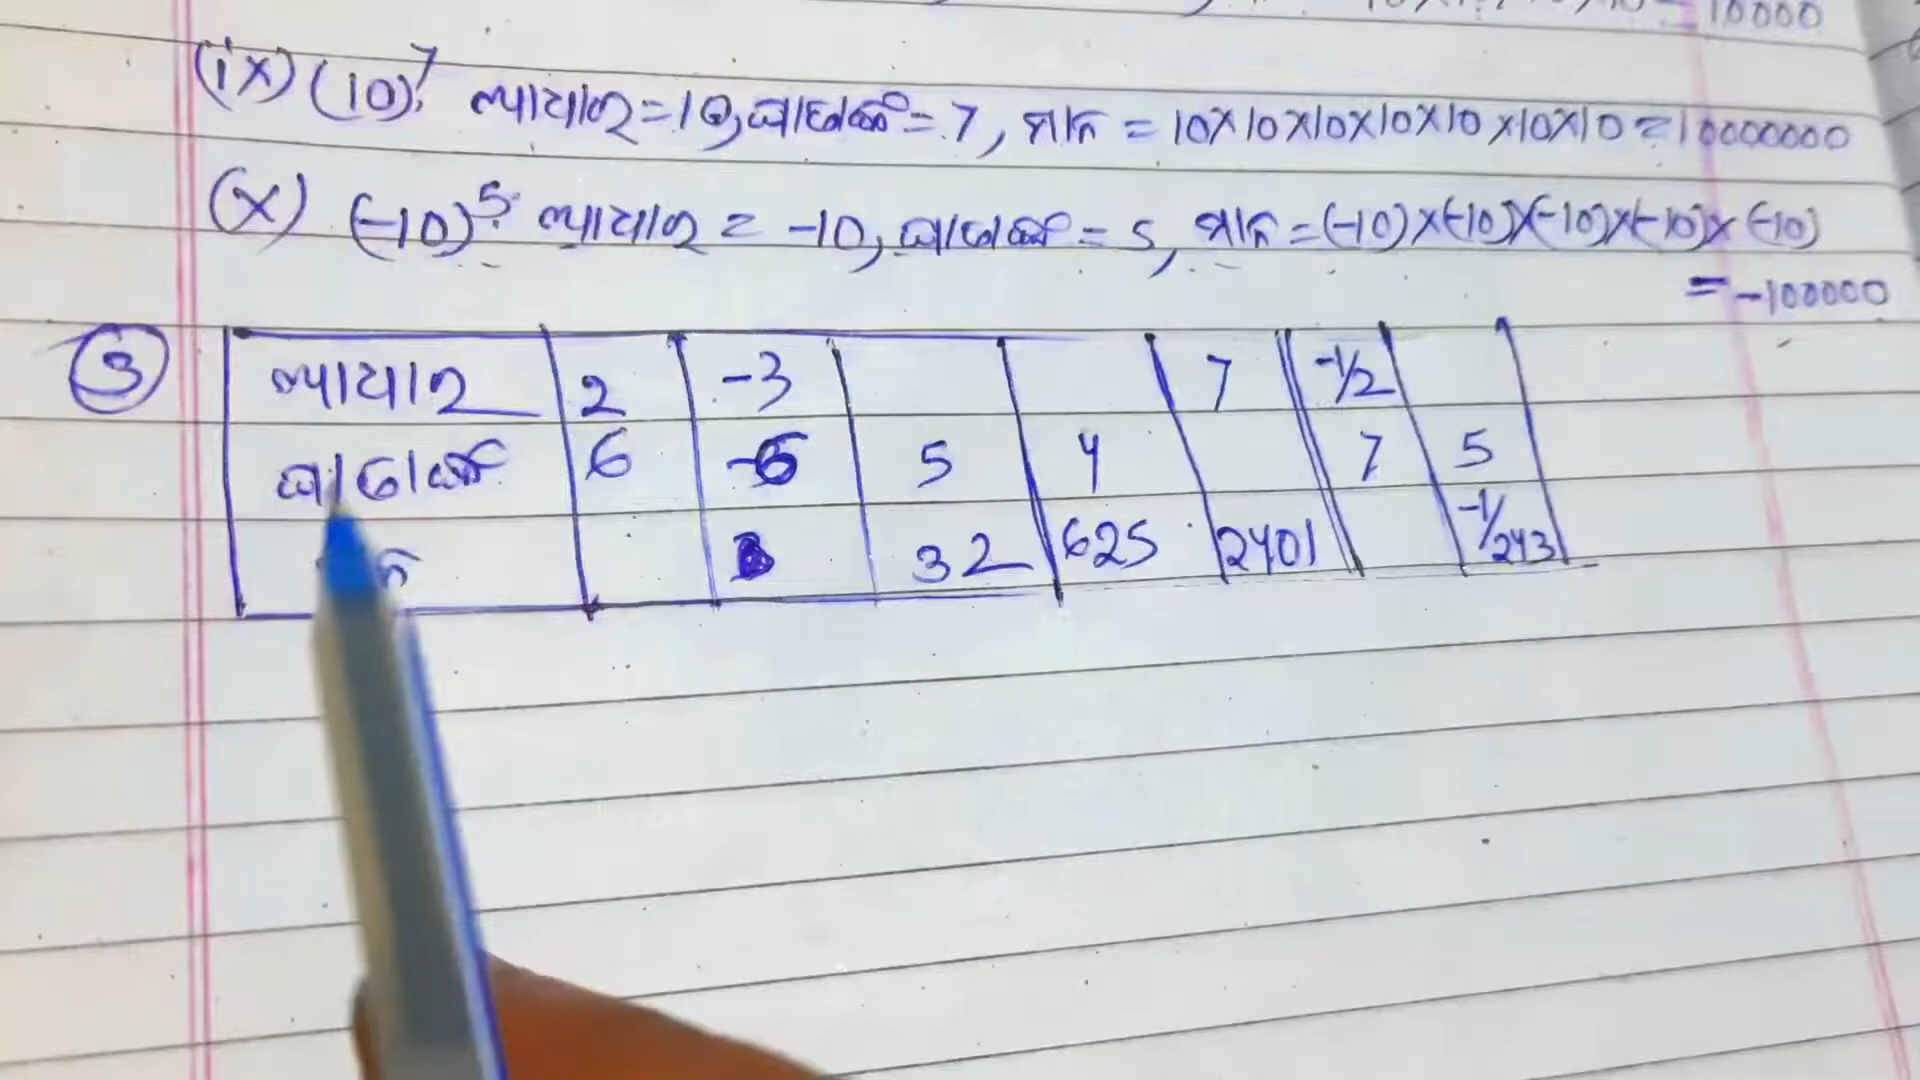 10000
(ix) (10)⁷, ଆଧାର = 10, ଘାତାଙ୍କ = 7, ମାନ = 10×10×10×10×10×10×10 = 10000000
(x) (-10)⁵: ଆଧାର = -10, ଘାତାଙ୍କ = 5, ମାନ = (-10)×(-10)×(-10)×(-10)×(-10)
= -100000
③ ଆଧାର 2 -3 7 -1/2
ଘାତାଙ୍କ 6 -6 5 4 7 5
32 625 2401 -1/243